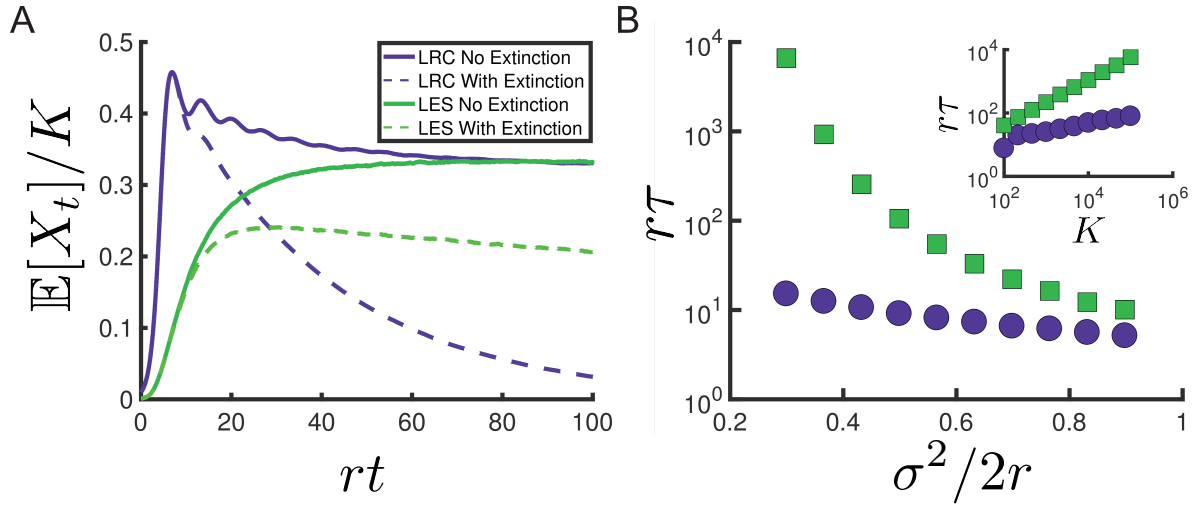 A
𝔼[X_t]/K
0.5
0.4
0.3
0.2
0.1
0
0 20 40 60 80 100
rt
LRC No Extinction
LRC With Extinction
LES No Extinction
LES With Extinction
B
rτ
10^4
10^3
10^2
10^1
10^0
0.2 0.4 0.6 0.8 1
σ^2/2r
rτ
10^4
10^2
10^0
10^2 10^4 10^6
K